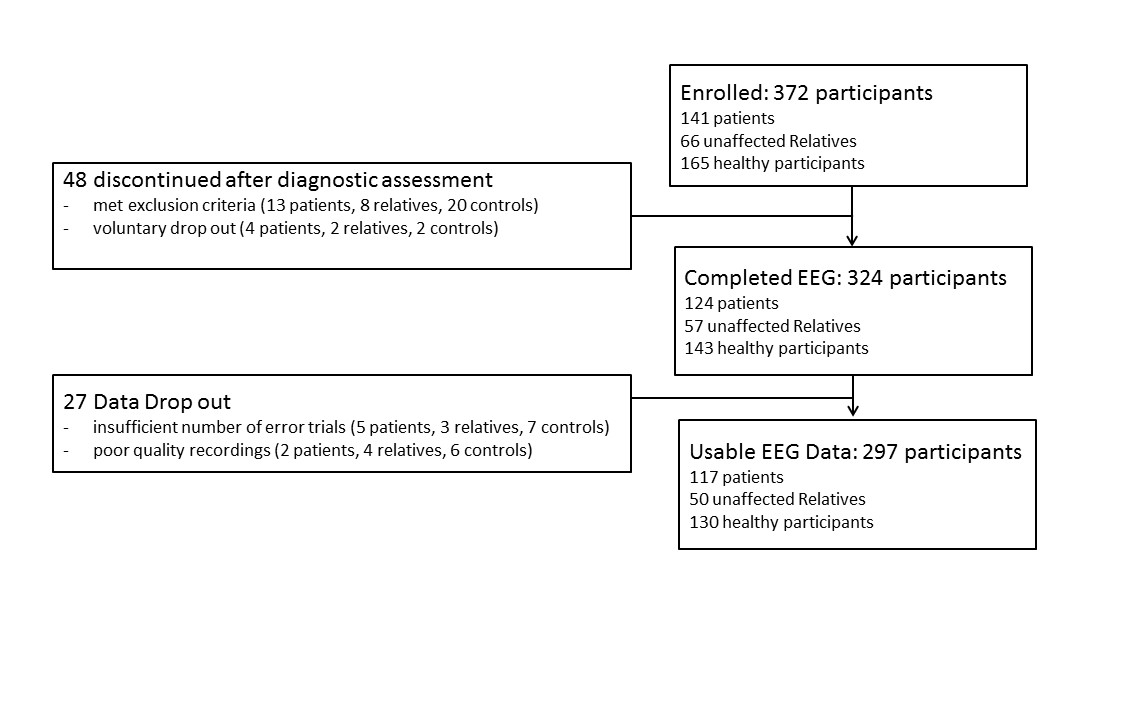 Enrolled: 372 participants
141 patients
66 unaffected Relatives
165 healthy participants
48 discontinued after diagnostic assessment
- met exclusion criteria (13 patients, 8 relatives, 20 controls)
- voluntary drop out (4 patients, 2 relatives, 2 controls)
Completed EEG: 324 participants
124 patients
57 unaffected Relatives
143 healthy participants
27 Data Drop out
- insufficient number of error trials (5 patients, 3 relatives, 7 controls)
- poor quality recordings (2 patients, 4 relatives, 6 controls)
Usable EEG Data: 297 participants
117 patients
50 unaffected Relatives
130 healthy participants